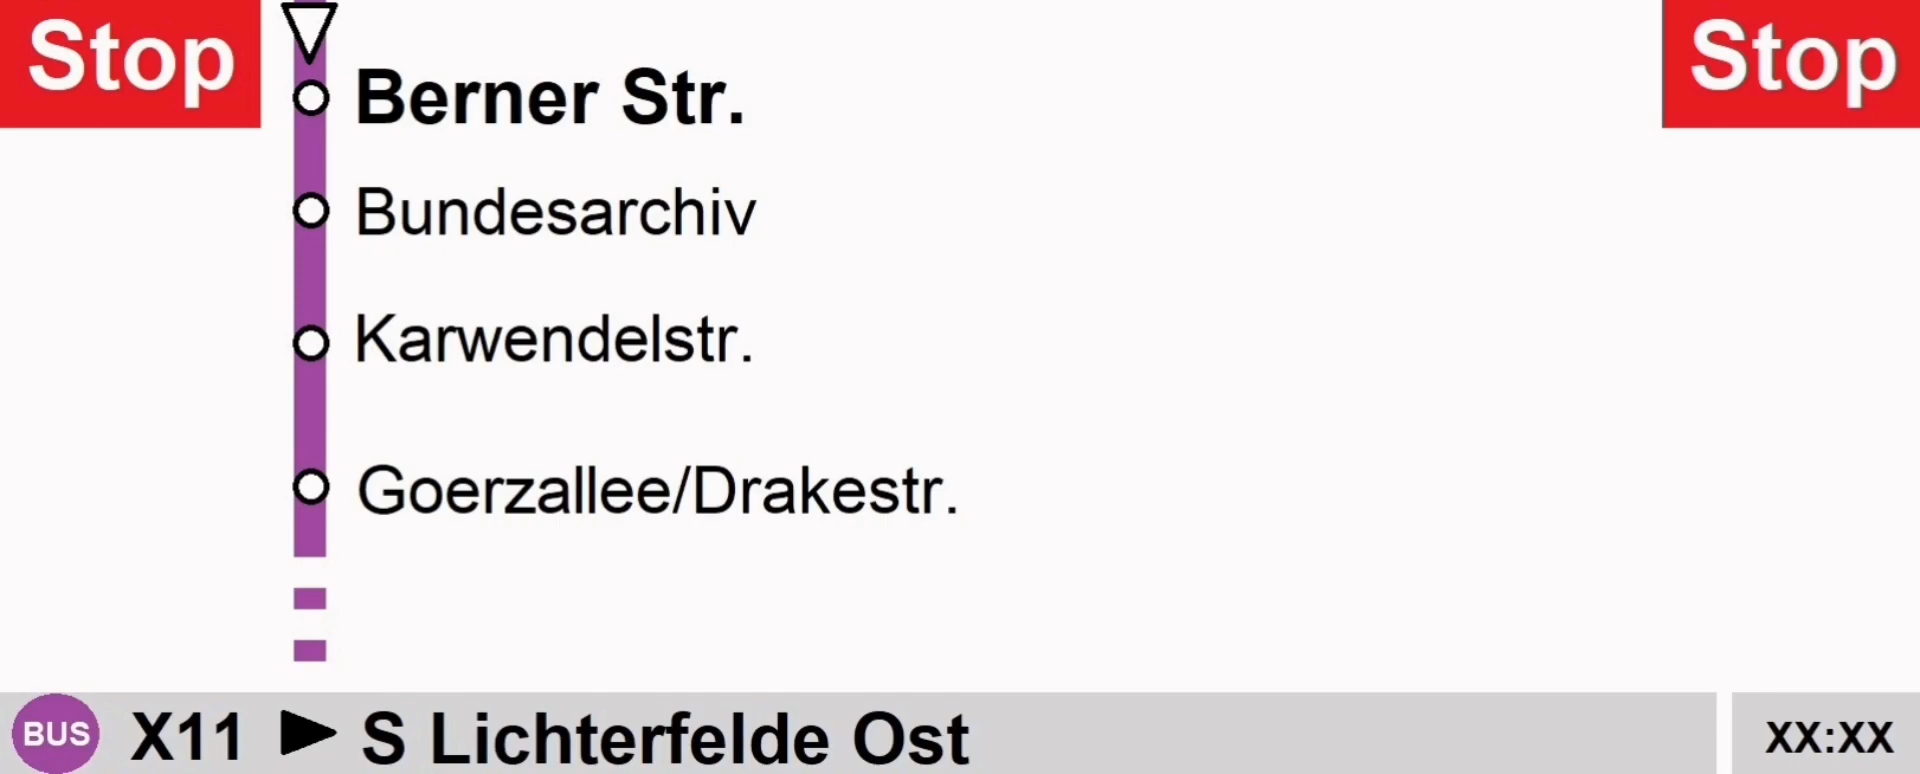 Stop
Stop
Berner Str.
Bundesarchiv
Karwendelstr.
Goerzallee/Drakestr.
BUS X11 ► S Lichterfelde Ost
XX:XX